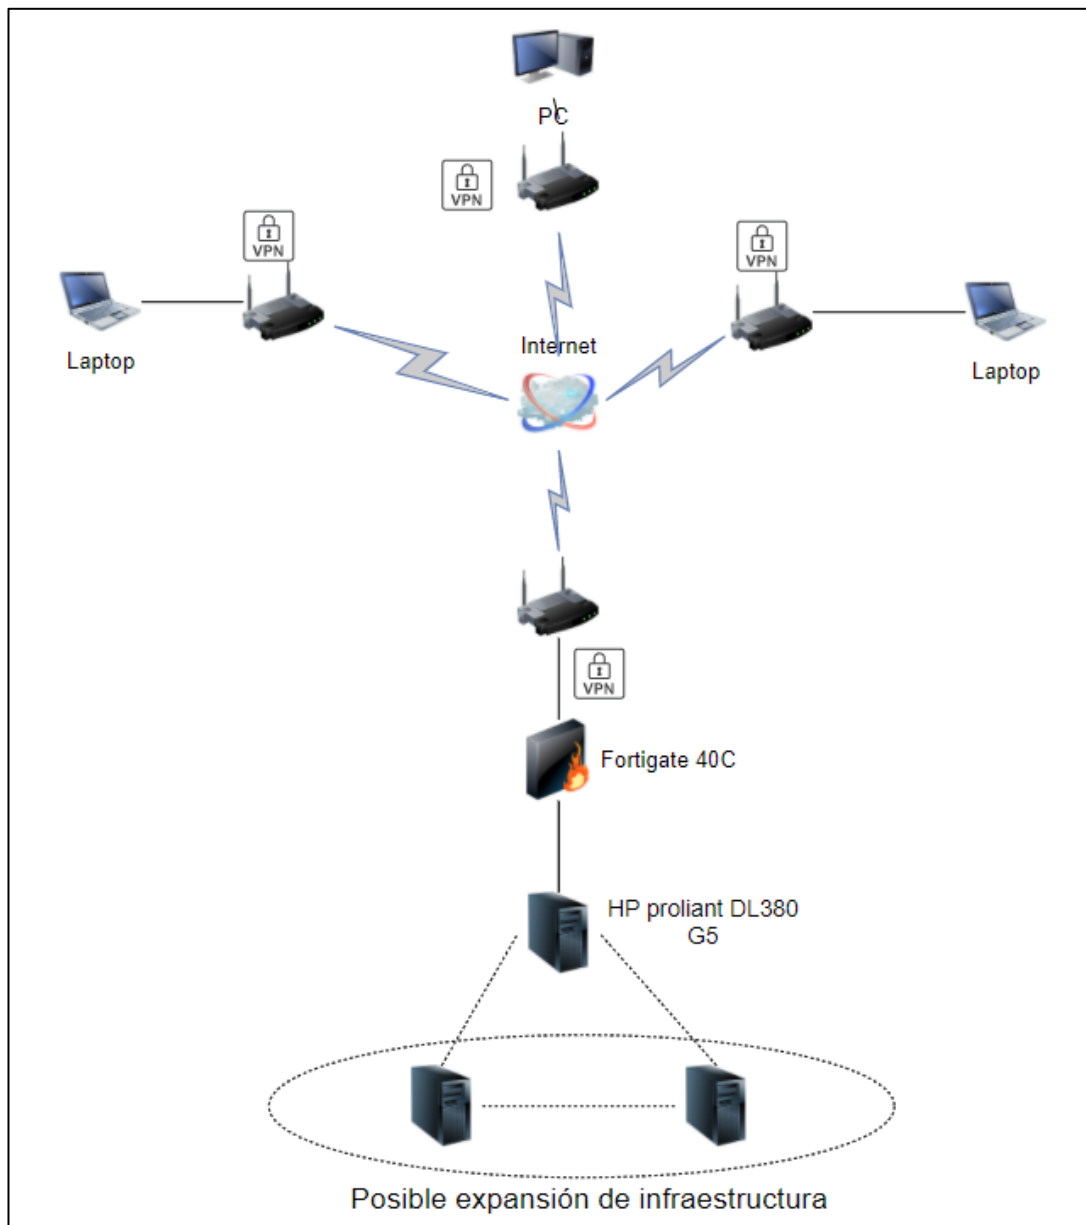 PC
VPN
VPN
VPN
Laptop
Internet
Laptop
VPN
Fortigate 40C
HP proliant DL380
G5
Posible expansión de infraestructura